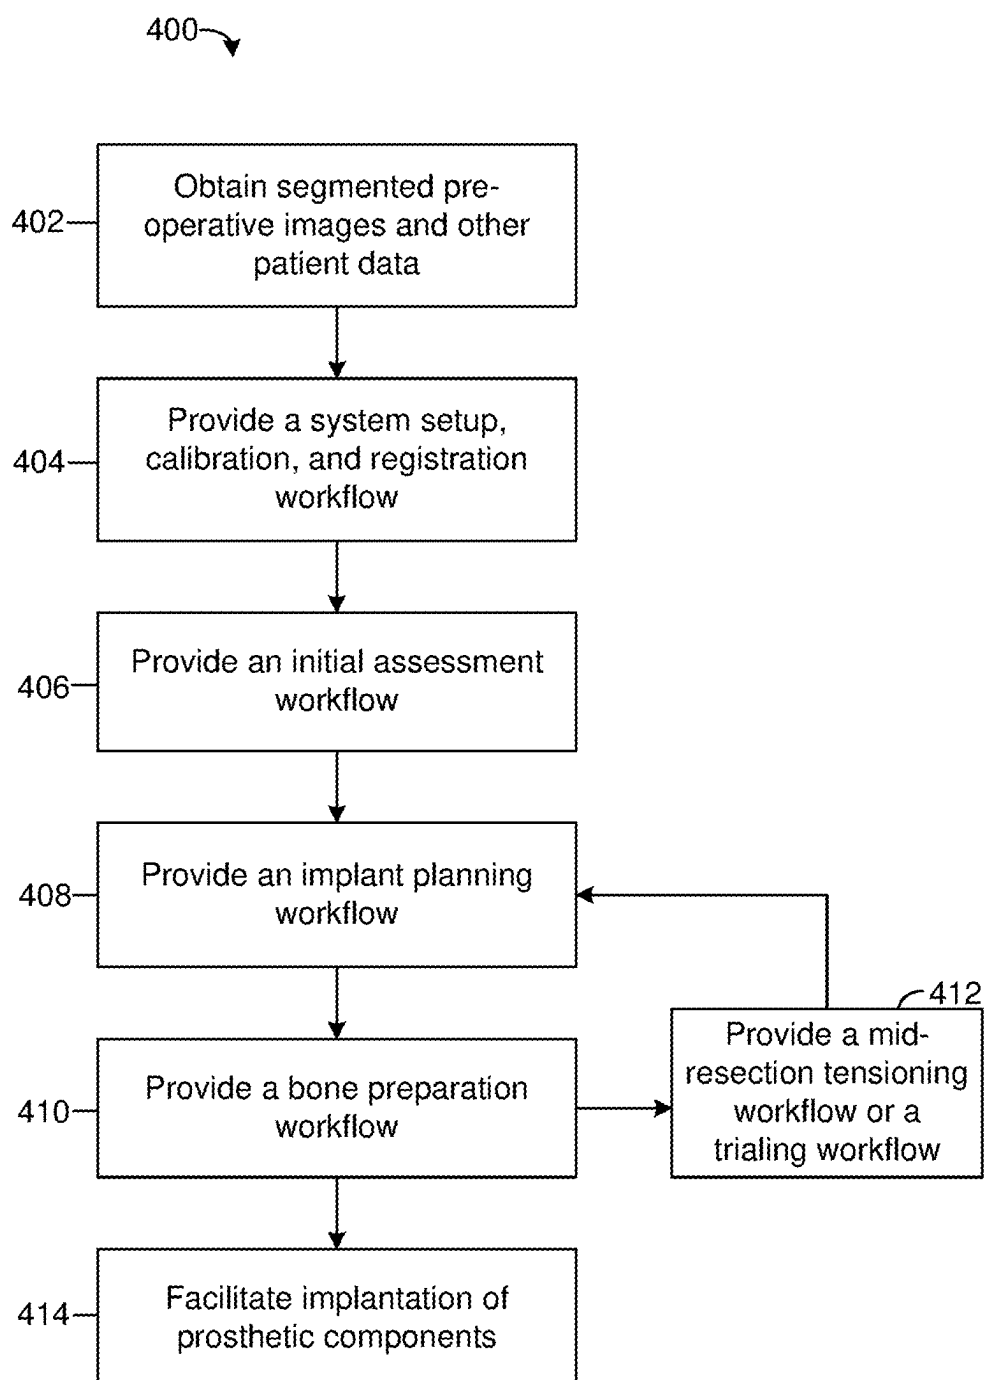 400
402
Obtain segmented pre-
operative images and other
patient data
404
Provide a system setup,
calibration, and registration
workflow
406
Provide an initial assessment
workflow
408
Provide an implant planning
workflow
410
Provide a bone preparation
workflow
412
Provide a mid-
resection tensioning
workflow or a
trialing workflow
414
Facilitate implantation of
prosthetic components